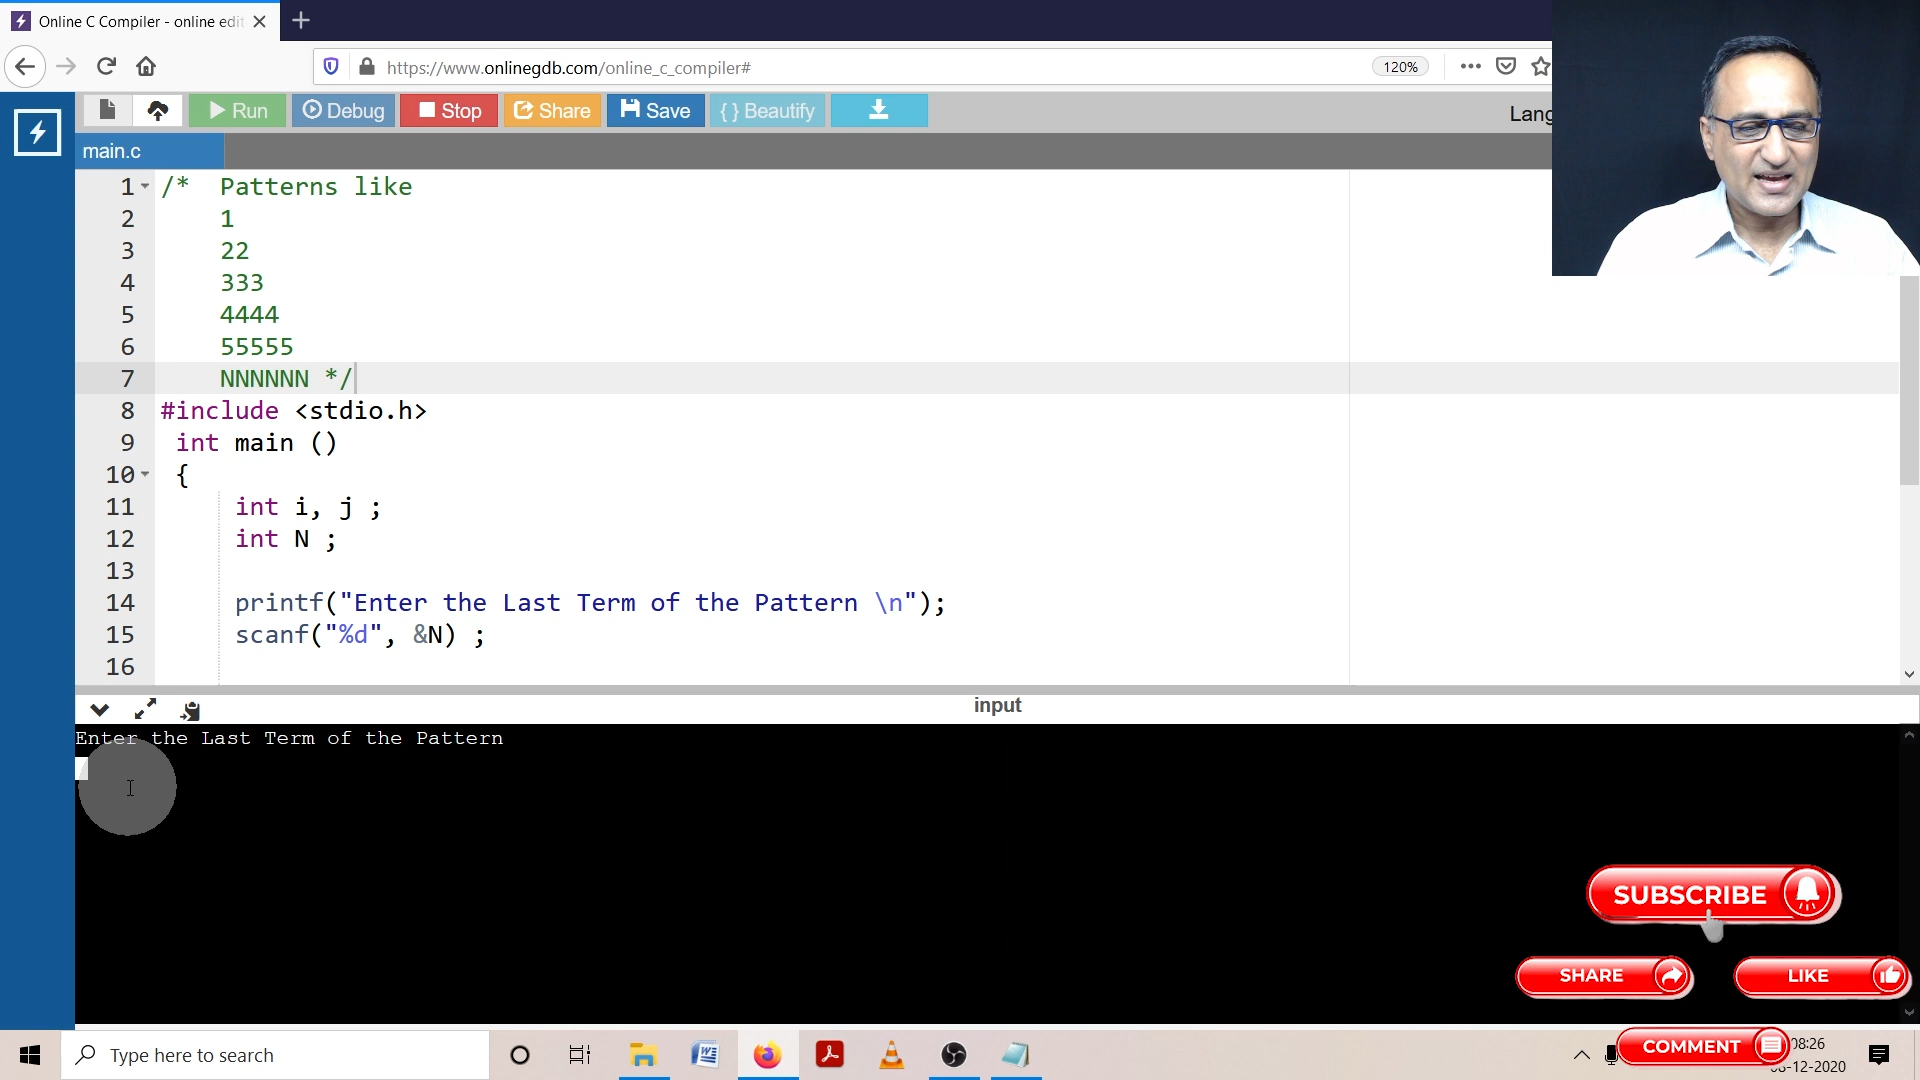 Online C Compiler - online edit
https://www.onlinegdb.com/online_c_compiler#
120%
Run
Debug
Stop
Share
Save
{ } Beautify
Lang
main.c
1 /* Patterns like
2 1
3 22
4 333
5 4444
6 55555
7 NNNNNN */
8 #include <stdio.h>
9 int main ()
10 {
11 int i, j ;
12 int N ;
13
14 printf("Enter the Last Term of the Pattern \n");
15 scanf("%d", &N) ;
16
input
Enter the Last Term of the Pattern
SUBSCRIBE
SHARE
LIKE
COMMENT
Type here to search
08:26
-12-2020